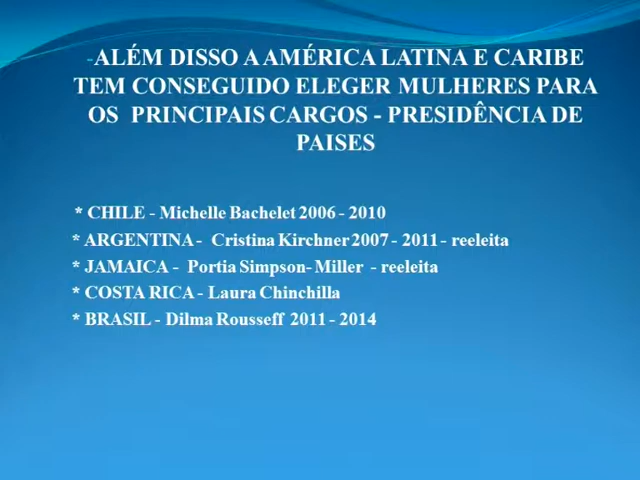 -ALÉM DISSO A AMÉRICA LATINA E CARIBE
TEM CONSEGUIDO ELEGER MULHERES PARA
OS PRINCIPAIS CARGOS - PRESIDÊNCIA DE
PAISES
* CHILE - Michelle Bachelet 2006 - 2010
* ARGENTINA - Cristina Kirchner 2007 - 2011 - reeleita
* JAMAICA - Portia Simpson- Miller - reeleita
* COSTA RICA - Laura Chinchilla
* BRASIL - Dilma Rousseff 2011 - 2014